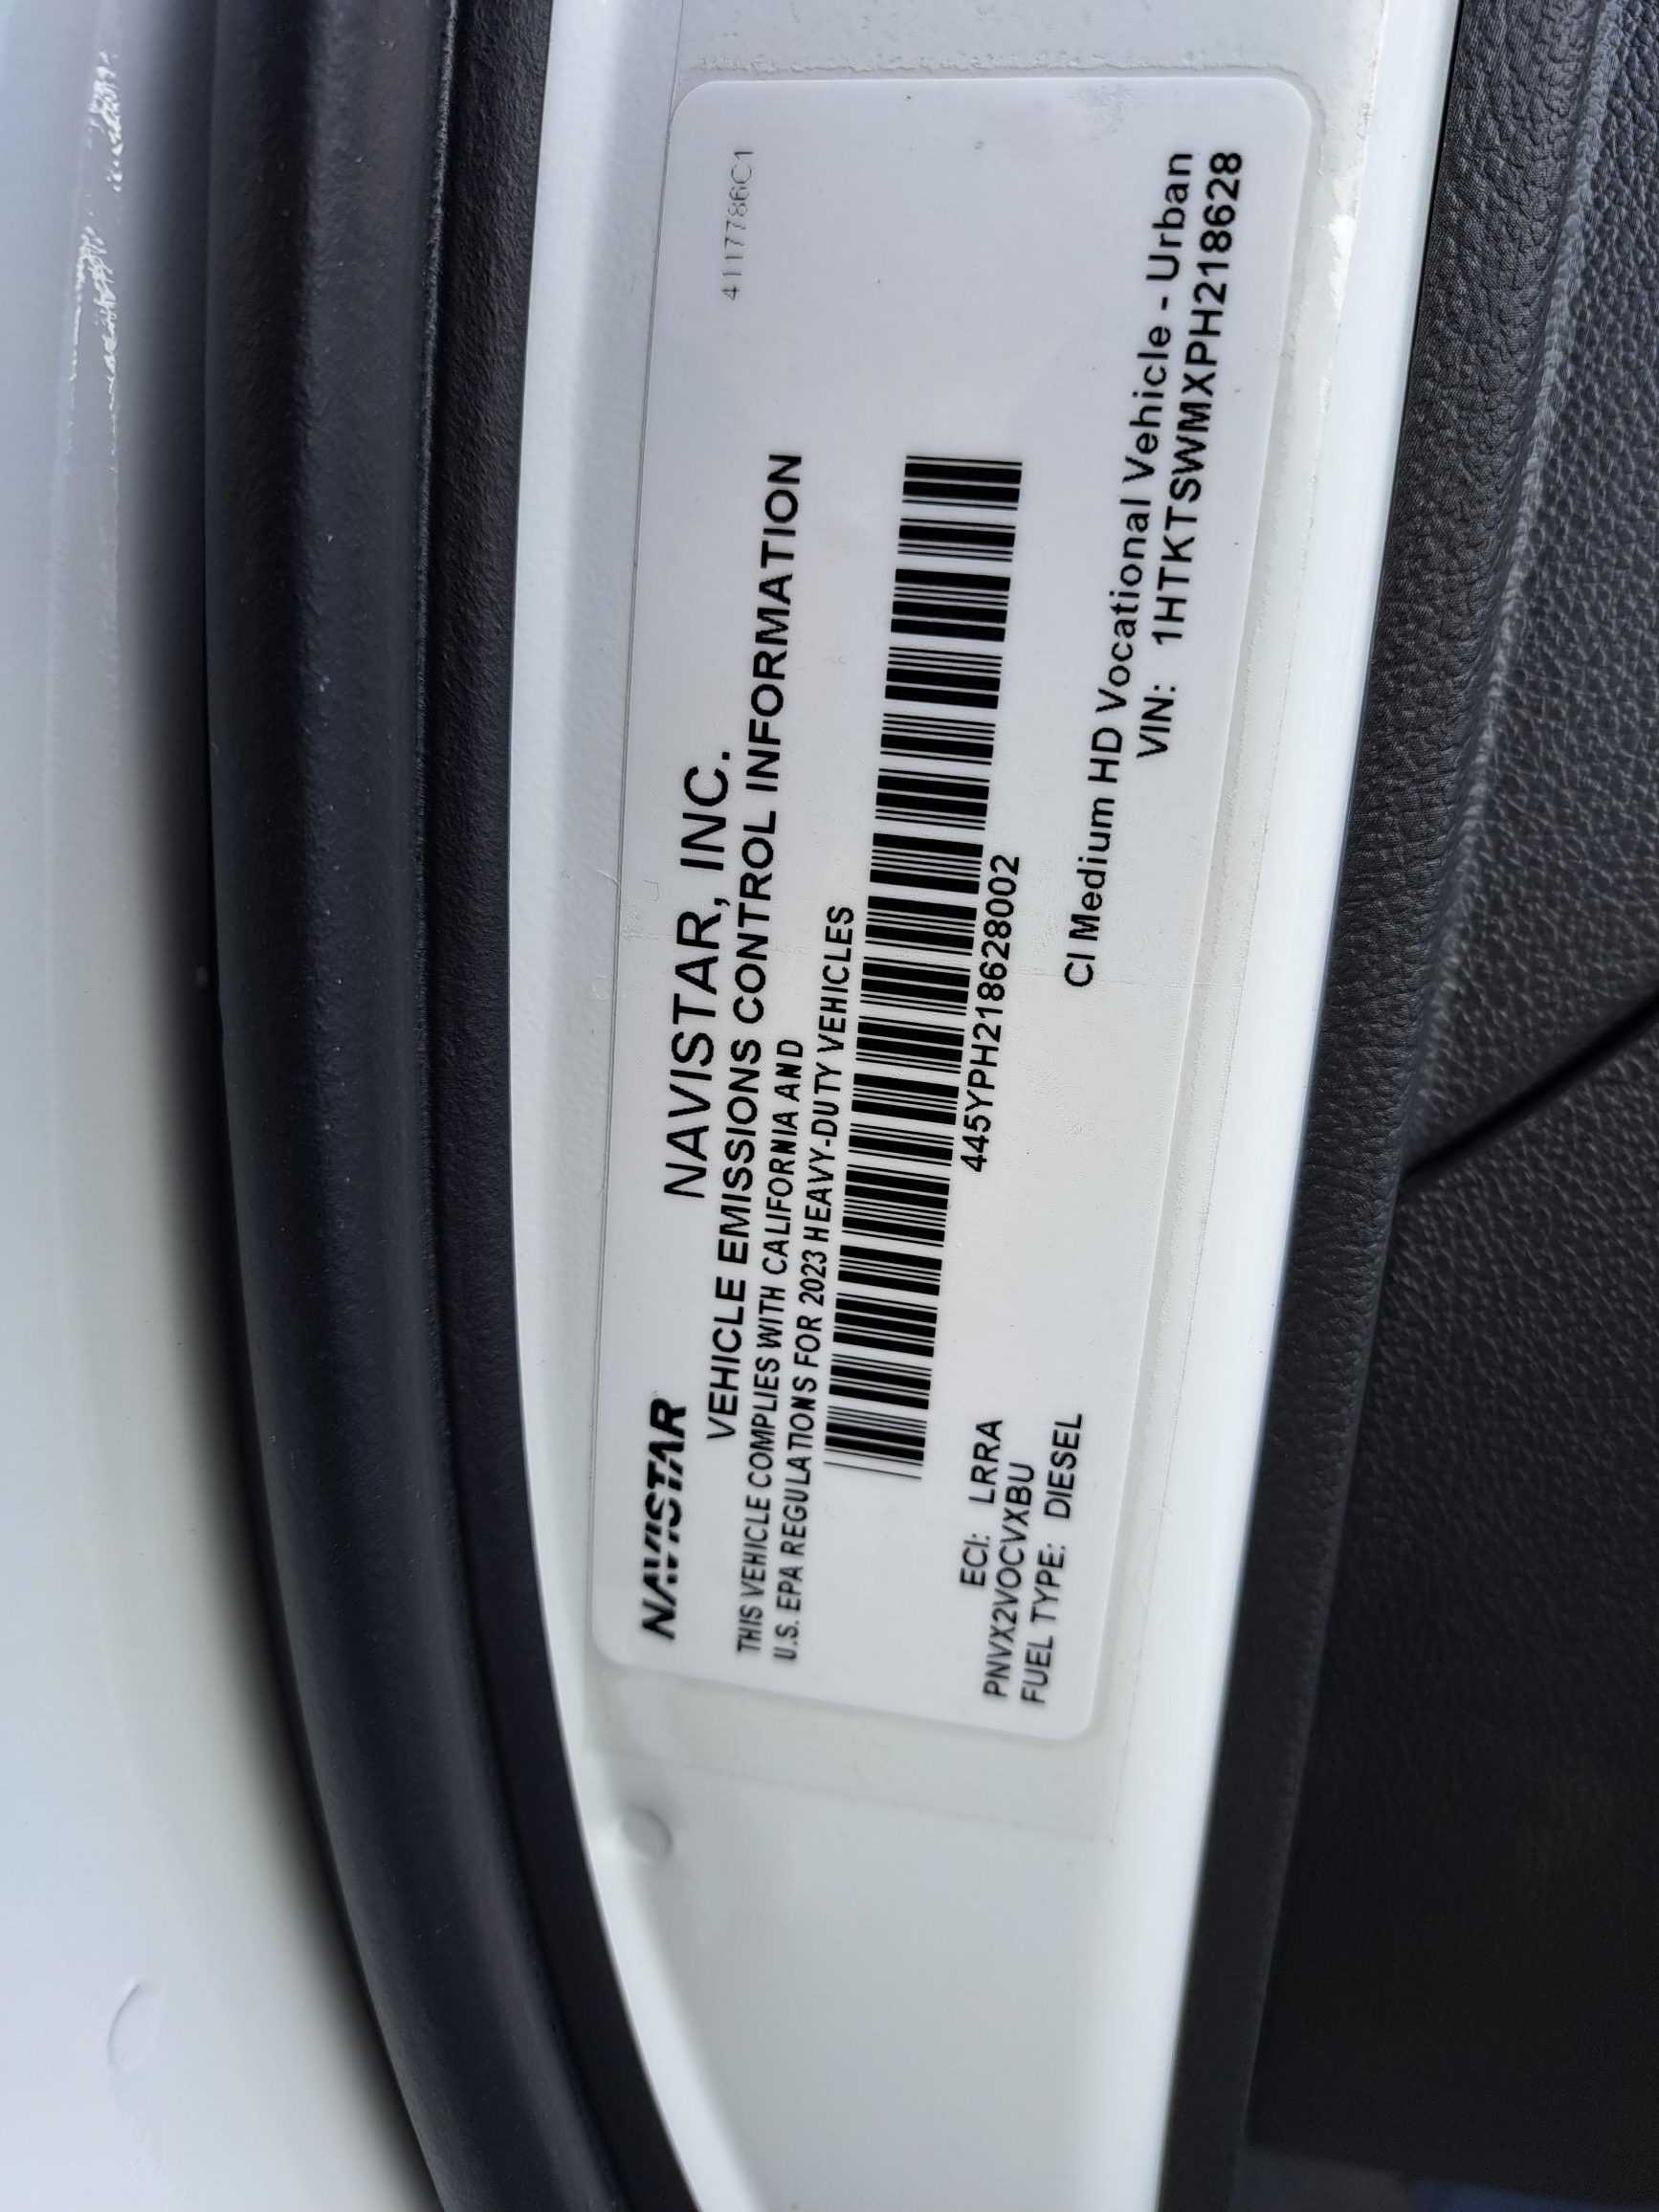 4117786C1
NAVISTAR
NAVISTAR, INC.
VEHICLE EMISSIONS CONTROL INFORMATION
THIS VEHICLE COMPLIES WITH CALIFORNIA AND
U.S. EPA REGULATIONS FOR 2023 HEAVY-DUTY VEHICLES
445YPH218628002
ECI: LRRA
PNVX2VOCVXBU
FUEL TYPE: DIESEL
CI Medium HD Vocational Vehicle - Urban
VIN: 1HTKTSWMXPH218628